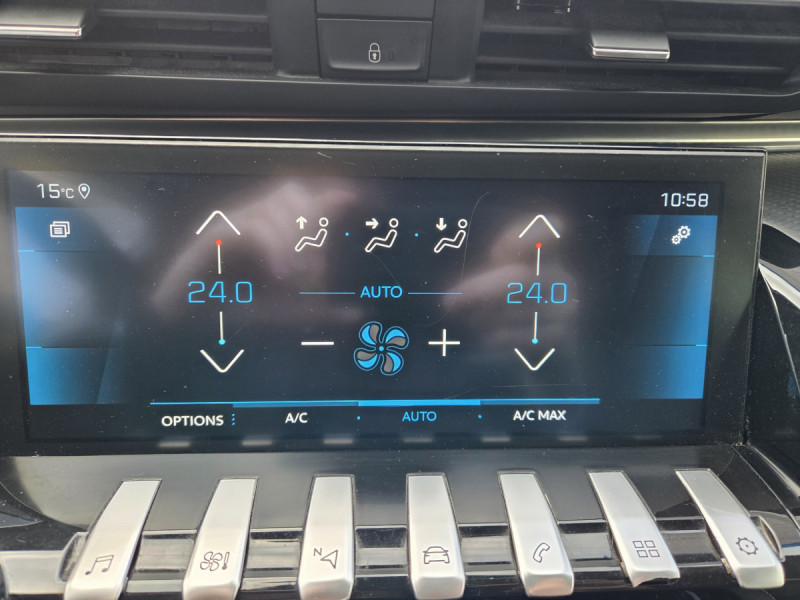 15°C
10:58
24.0
AUTO
24.0
OPTIONS A/C AUTO A/C MAX
N